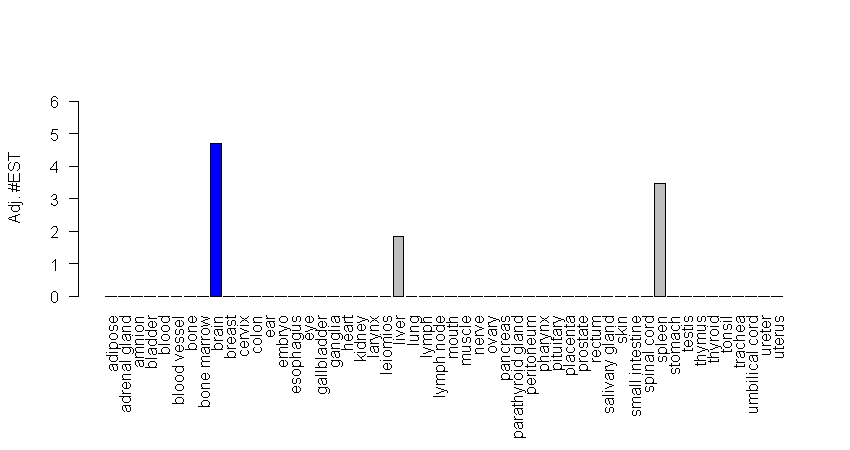 6
5
4
3
2
1
0
Adj. #EST
adipose
adrenal gland
amnion
bladder
blood
blood vessel
bone
bone marrow
brain
breast
cervix
colon
ear
embryo
esophagus
eye
gallbladder
ganglia
heart
kidney
larynx
leiomios
liver
lung
lymph
lymph node
mouth
muscle
nerve
ovary
pancreas
parathyroid gland
peritoneum
pharynx
pituitary
placenta
prostate
rectum
salivary gland
skin
small intestine
spinal cord
spleen
stomach
testis
thymus
thyroid
tonsil
trachea
umbilical cord
ureter
uterus